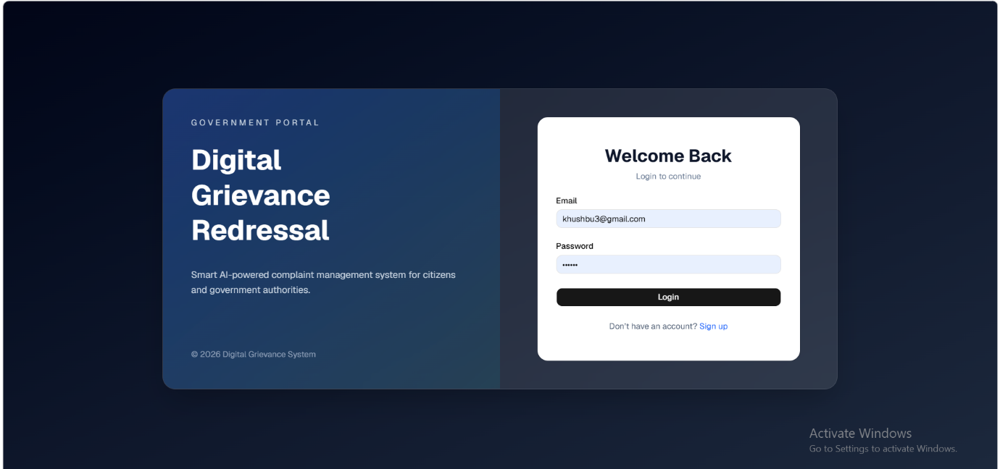 GOVERNMENT PORTAL
Digital
Grievance
Redressal
Smart AI-powered complaint management system for citizens
and government authorities.
© 2026 Digital Grievance System
Welcome Back
Login to continue
Email
khushbu3@gmail.com
Password
••••••
Login
Don't have an account? Sign up
Activate Windows
Go to Settings to activate Windows.